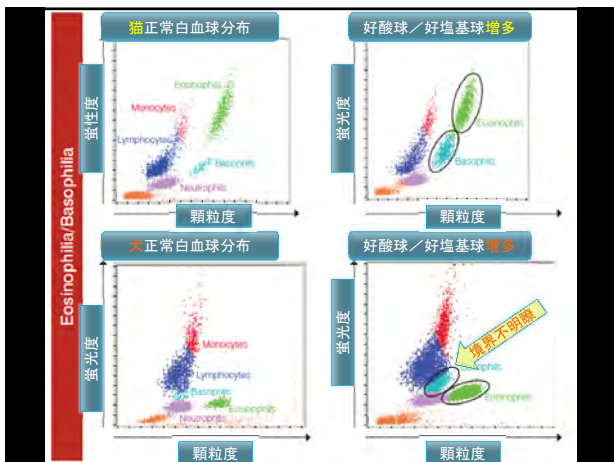 Eosinophilia/Basophilia
猫正常白血球分布
好酸球／好塩基球増多
蛍性度
Eosinophils
Monocytes
Lymphocytes
Basophils
Neutrophils
顆粒度
蛍光度
Eosinophils
Basophils
顆粒度
犬正常白血球分布
好酸球／好塩基球増多
蛍光度
Monocytes
Lymphocytes
Basophils
Eosinophils
Neutrophils
顆粒度
蛍光度
境界不明瞭
Eosinophils
顆粒度